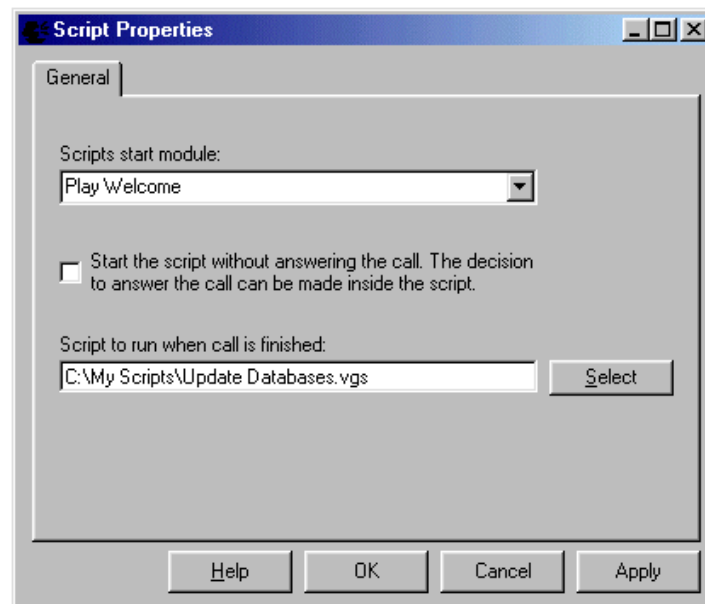 Script Properties
General
Scripts start module:
Play Welcome
Start the script without answering the call. The decision
to answer the call can be made inside the script.
Script to run when call is finished:
C:\My Scripts\Update Databases.vgs
Select
Help
OK
Cancel
Apply